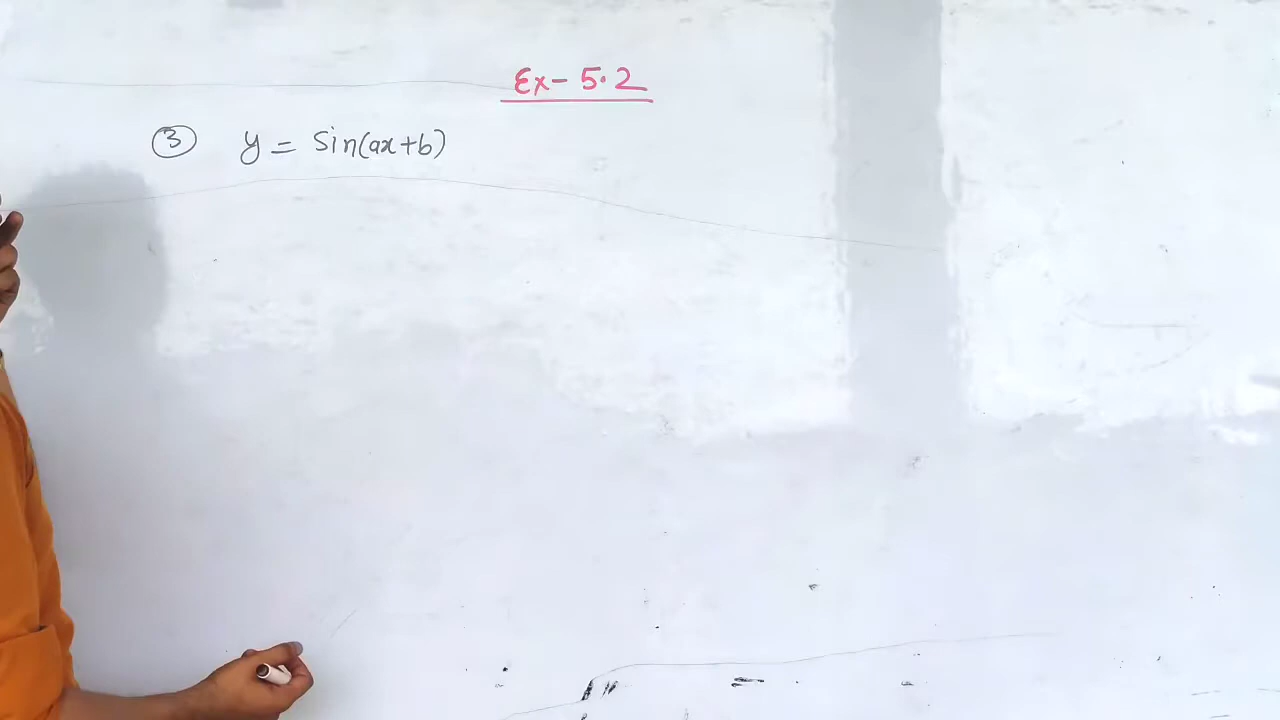 Ex- 5.2
③ y = Sin(ax+b)